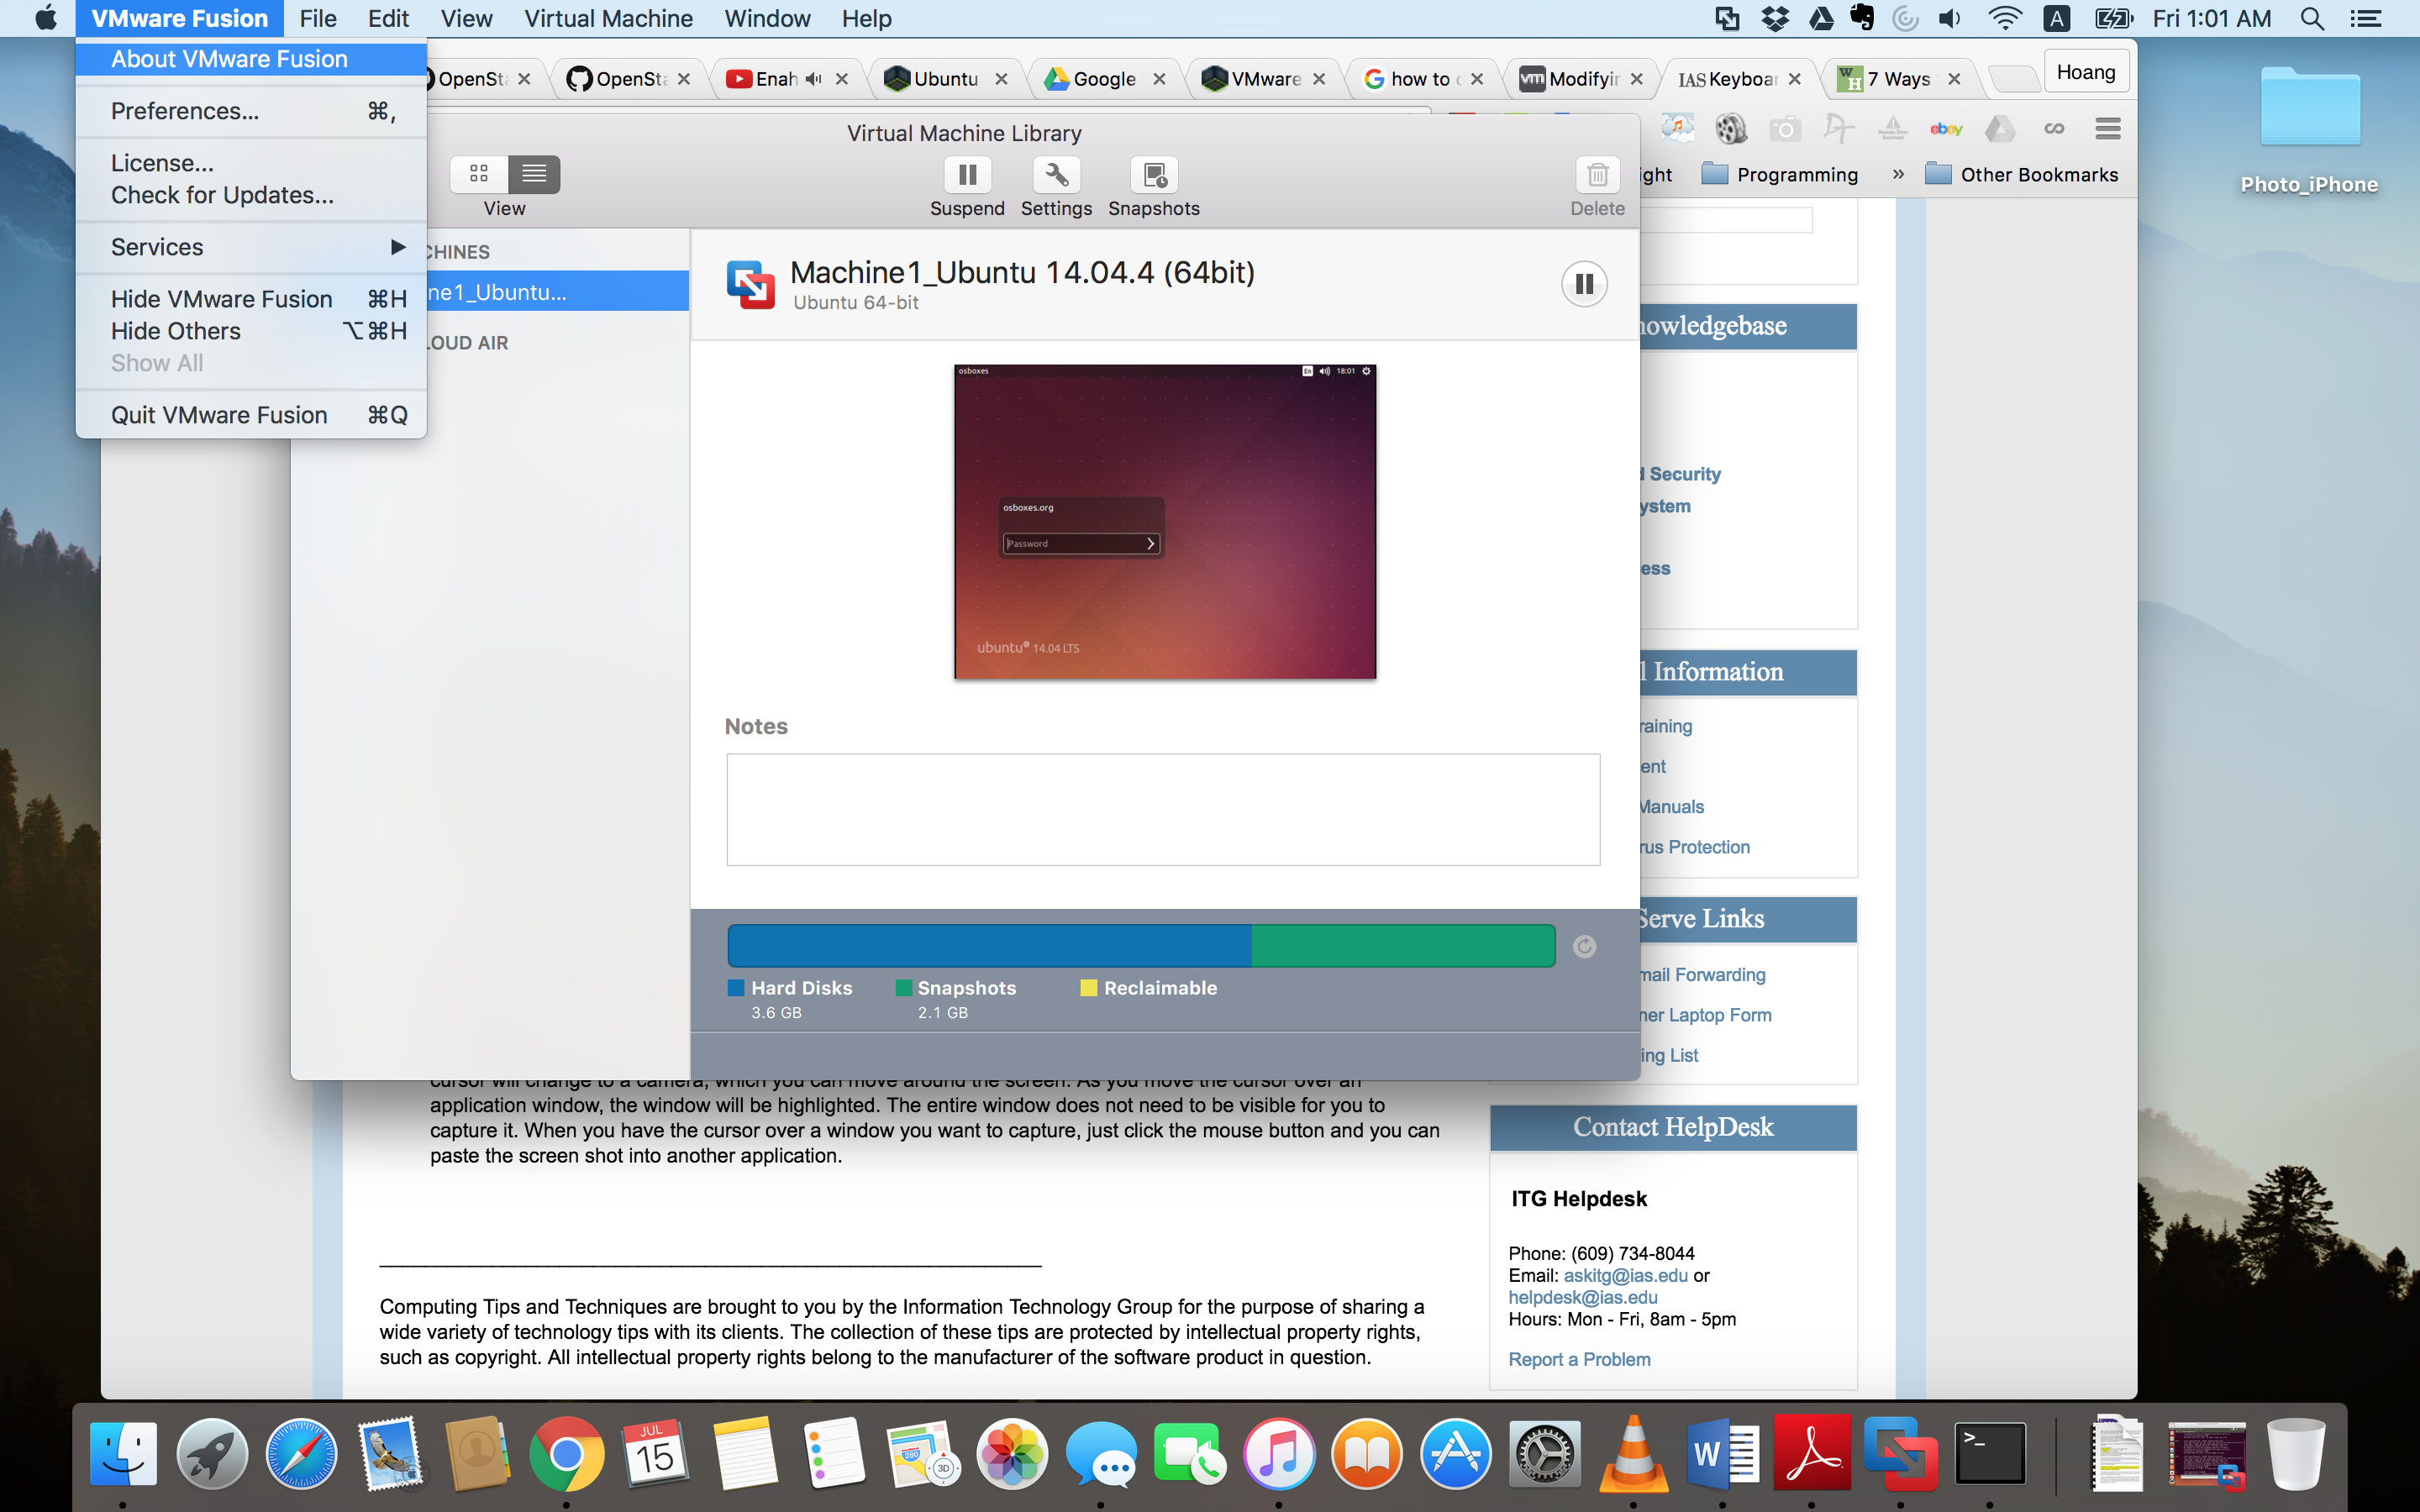 VMware Fusion File Edit View Virtual Machine Window Help
A Fri 1:01 AM
About VMware Fusion
Preferences... ⌘,
License...
Check for Updates...
Services ▶
Hide VMware Fusion ⌘H
Hide Others ⌥⌘H
Show All
Quit VMware Fusion ⌘Q
OpenSt
OpenSta
Enah
Ubuntu
Google
VMware
how to
vm Modifyin
IAS Keyboar
WH 7 Ways
Hoang
ebay
ight
Programming
» Other Bookmarks
Photo_iPhone
Virtual Machine Library
View
Suspend Settings Snapshots
Delete
CHINES
ne1_Ubuntu...
LOUD AIR
Machine1_Ubuntu 14.04.4 (64bit)
Ubuntu 64-bit
osboxes
En 18:01
osboxes.org
Password
ubuntu® 14.04 LTS
Notes
Hard Disks
3.6 GB
Snapshots
2.1 GB
Reclaimable
nowledgebase
d Security
ystem
ess
l Information
raining
ent
Manuals
rus Protection
Serve Links
mail Forwarding
ner Laptop Form
ing List
cursor will change to a camera, which you can move around the screen. As you move the cursor over an
application window, the window will be highlighted. The entire window does not need to be visible for you to
capture it. When you have the cursor over a window you want to capture, just click the mouse button and you can
paste the screen shot into another application.
Computing Tips and Techniques are brought to you by the Information Technology Group for the purpose of sharing a
wide variety of technology tips with its clients. The collection of these tips are protected by intellectual property rights,
such as copyright. All intellectual property rights belong to the manufacturer of the software product in question.
Contact HelpDesk
ITG Helpdesk
Phone: (609) 734-8044
Email: askitg@ias.edu or
helpdesk@ias.edu
Hours: Mon - Fri, 8am - 5pm
Report a Problem
JUL
15
280
3D
W
>_